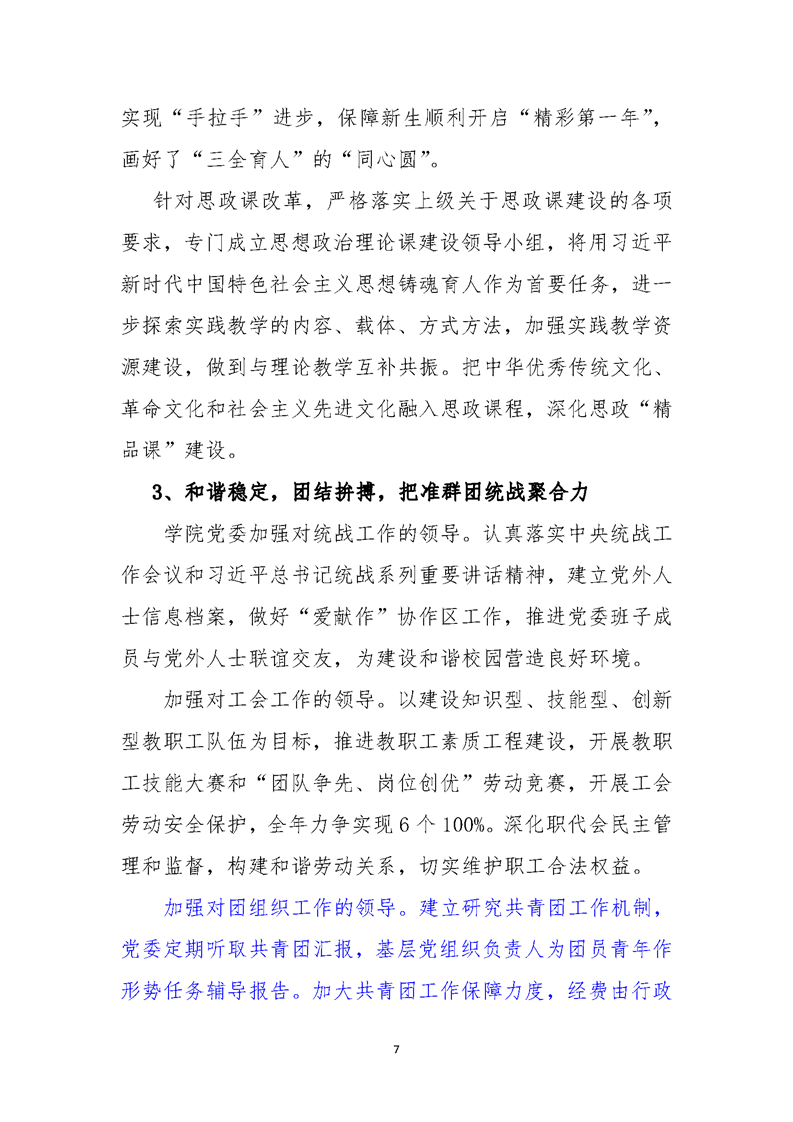 实现“手拉手”进步，保障新生顺利开启“精彩第一年”，
画好了“三全育人”的“同心圆”。
针对思政课改革，严格落实上级关于思政课建设的各项
要求，专门成立思想政治理论课建设领导小组，将用习近平
新时代中国特色社会主义思想铸魂育人作为首要任务，进一
步探索实践教学的内容、载体、方式方法，加强实践教学资
源建设，做到与理论教学互补共振。把中华优秀传统文化、
革命文化和社会主义先进文化融入思政课程，深化思政“精
品课”建设。
3、和谐稳定，团结拚搏，把准群团统战聚合力
学院党委加强对统战工作的领导。认真落实中央统战工
作会议和习近平总书记统战系列重要讲话精神，建立党外人
士信息档案，做好“爱献作”协作区工作，推进党委班子成
员与党外人士联谊交友，为建设和谐校园营造良好环境。
加强对工会工作的领导。以建设知识型、技能型、创新
型教职工队伍为目标，推进教职工素质工程建设，开展教职
工技能大赛和“团队争先、岗位创优”劳动竞赛，开展工会
劳动安全保护，全年力争实现 6 个 100%。深化职代会民主管
理和监督，构建和谐劳动关系，切实维护职工合法权益。
加强对团组织工作的领导。建立研究共青团工作机制，
党委定期听取共青团汇报，基层党组织负责人为团员青年作
形势任务辅导报告。加大共青团工作保障力度，经费由行政
7